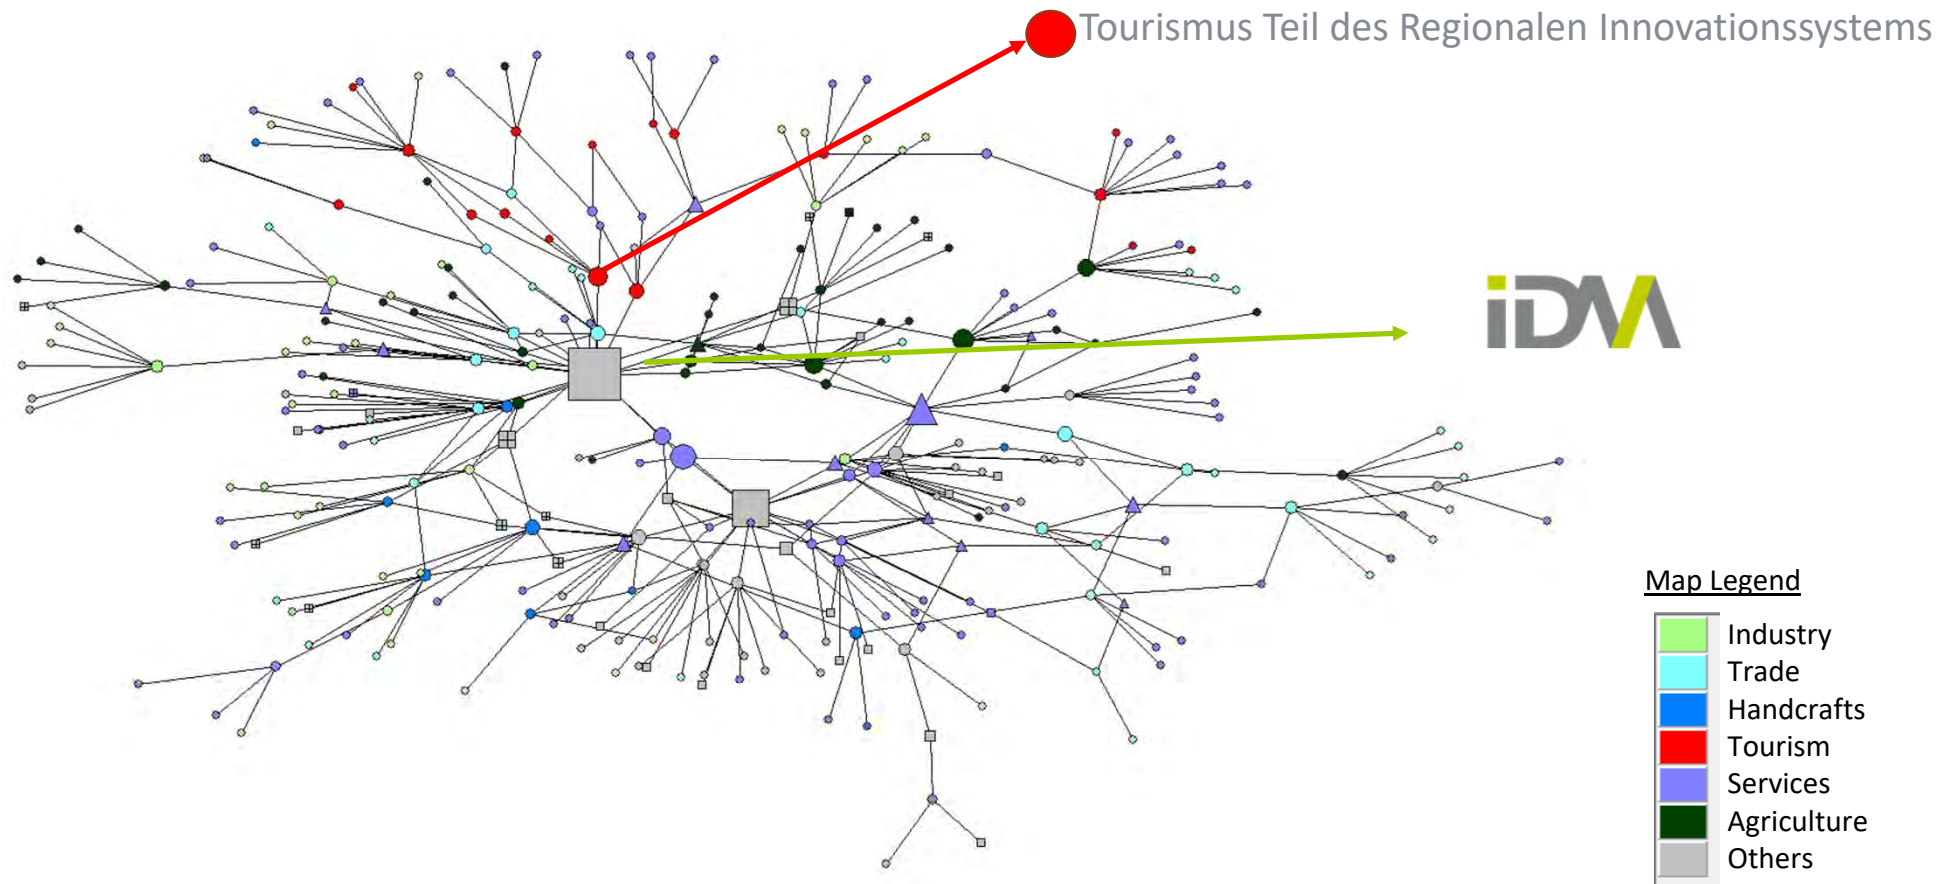 Tourismus Teil des Regionalen Innovationssystems
iDM
Map Legend
Industry
Trade
Handcrafts
Tourism
Services
Agriculture
Others